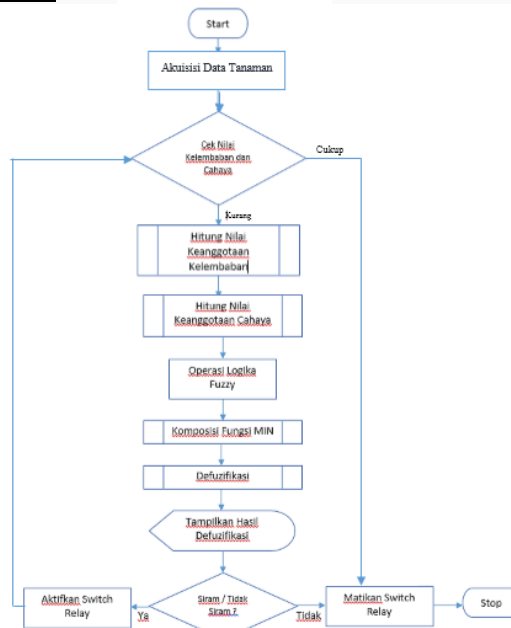 Start
Akuisisi Data Tanaman
Cek Nilai
Kelembaban dan
Cahaya
Cukup
Kurang
Hitung Nilai
Keanggotaan
Kelembaban
Hitung Nilai
Keanggotaan Cahaya
Operasi Logika
Fuzzy
Komposisi Fungsi MIN
Defuzifikasi
Tampilkan Hasil
Defuzifikasi
Siram / Tidak
Siram ?
Ya
Aktifkan Switch
Relay
Tidak
Matikan Switch
Relay
Stop